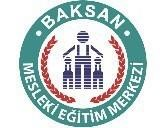 • BAKSAN •
MESLEKİ EĞİTİM MERKEZİ